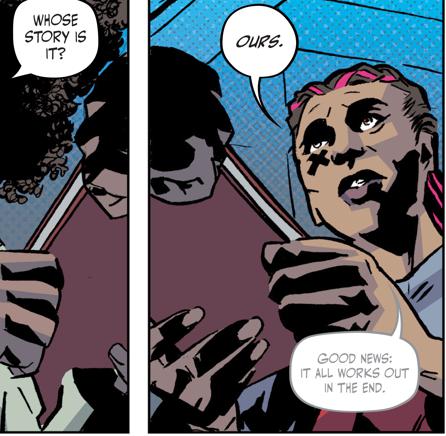 WHOSE
STORY IS
IT?
OURS.
GOOD NEWS:
IT ALL WORKS OUT
IN THE END.